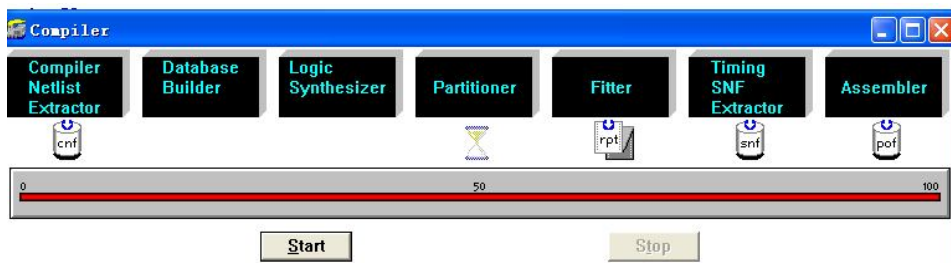 Compiler
Compiler
Netlist
Extractor
Database
Builder
Logic
Synthesizer
Partitioner
Fitter
Timing
SNF
Extractor
Assembler
cnf
rpt
snf
pof
0 50 100
Start Stop